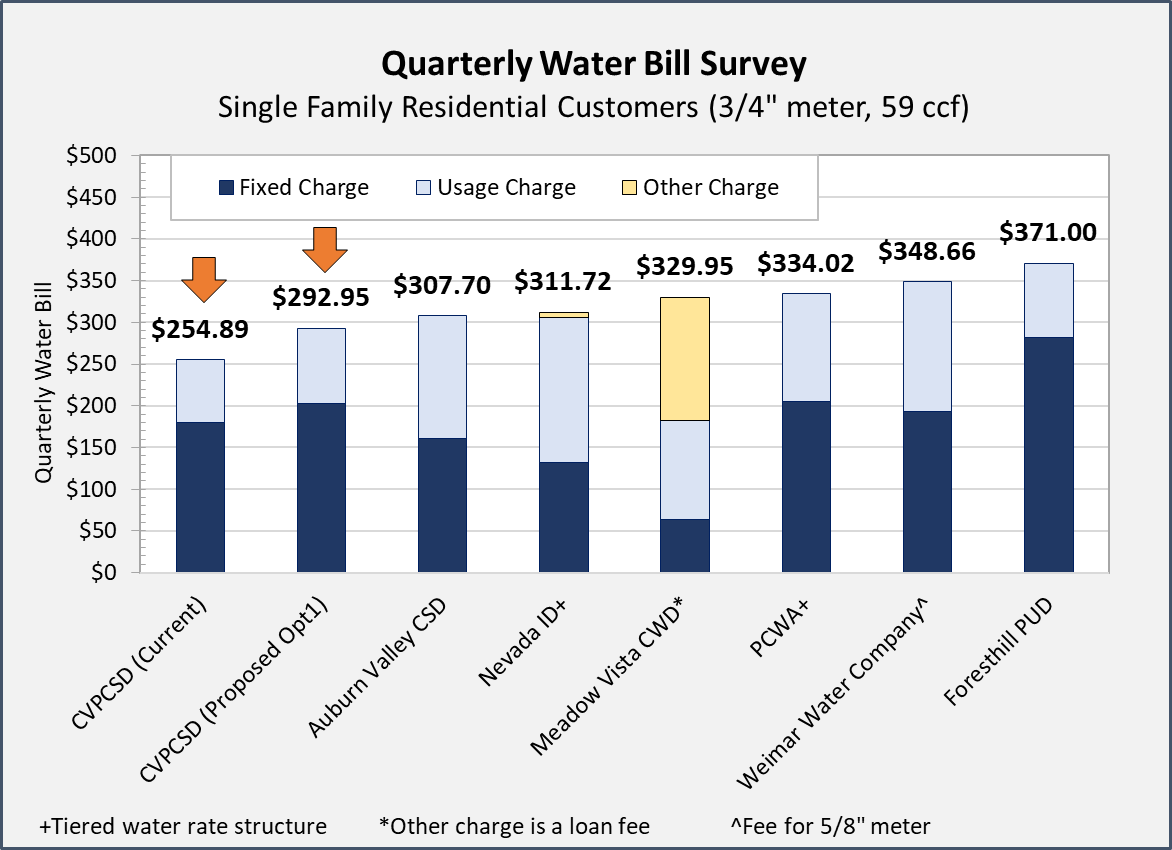 Quarterly Water Bill Survey
Single Family Residential Customers (3/4" meter, 59 ccf)
Fixed Charge
Usage Charge
Other Charge
Quarterly Water Bill
$500
$450
$400
$350
$300
$250
$200
$150
$100
$50
$0
$254.89
$292.95
$307.70
$311.72
$329.95
$334.02
$348.66
$371.00
CVPCSD (Current)
CVPCSD (Proposed Opt1)
Auburn Valley CSD
Nevada ID+
Meadow Vista CWD*
PCWA+
Weimar Water Company^
Foresthill PUD
+Tiered water rate structure
*Other charge is a loan fee
^Fee for 5/8" meter